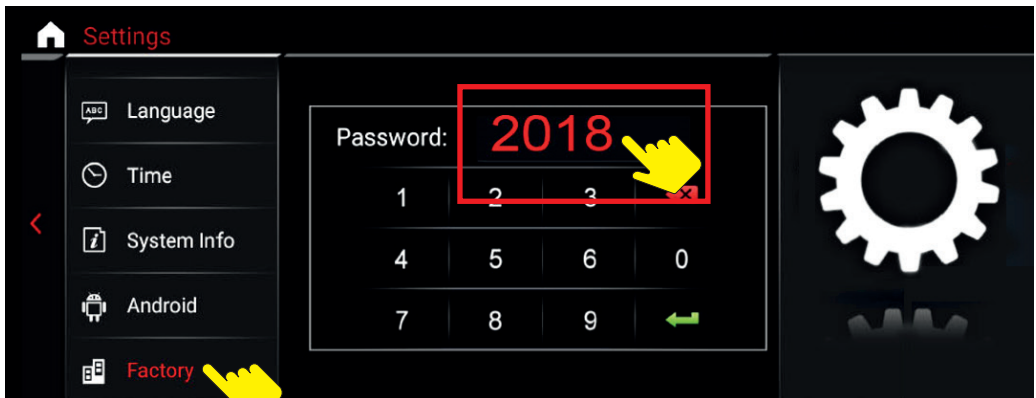 Settings
ABC Language
Time
i System Info
Android
Factory
Password: 2018
1 2 3
4 5 6 0
7 8 9